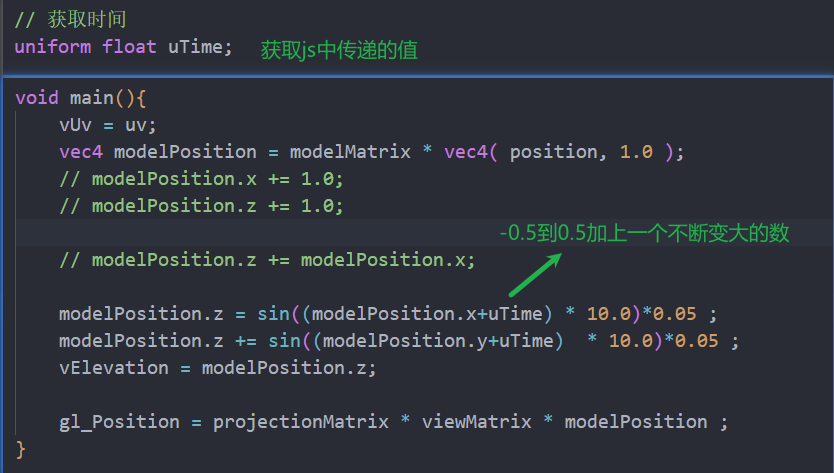 // 获取时间
uniform float uTime; 获取js中传递的值
void main(){
vUv = uv;
vec4 modelPosition = modelMatrix * vec4( position, 1.0 );
// modelPosition.x += 1.0;
// modelPosition.z += 1.0;
-0.5到0.5加上一个不断变大的数
// modelPosition.z += modelPosition.x;
modelPosition.z = sin((modelPosition.x+uTime) * 10.0)*0.05 ;
modelPosition.z += sin((modelPosition.y+uTime)  * 10.0)*0.05 ;
vElevation = modelPosition.z;
gl_Position = projectionMatrix * viewMatrix * modelPosition ;
}